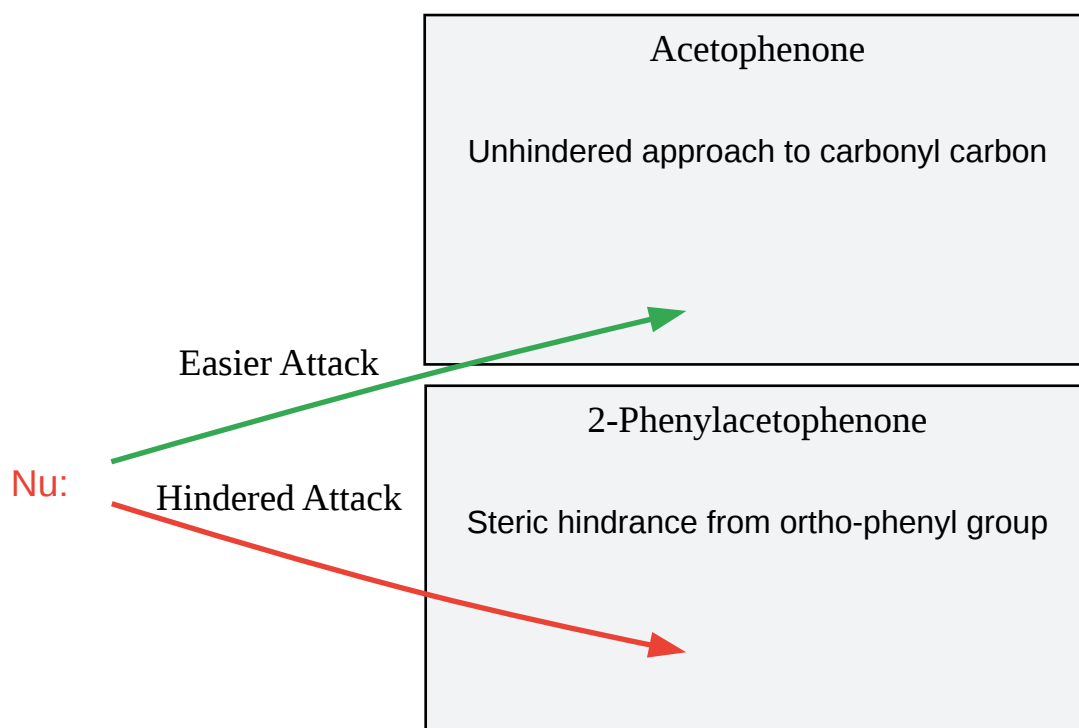 Acetophenone
Unhindered approach to carbonyl carbon
Easier Attack
2-Phenylacetophenone
Nu:
Hindered Attack
Steric hindrance from ortho-phenyl group